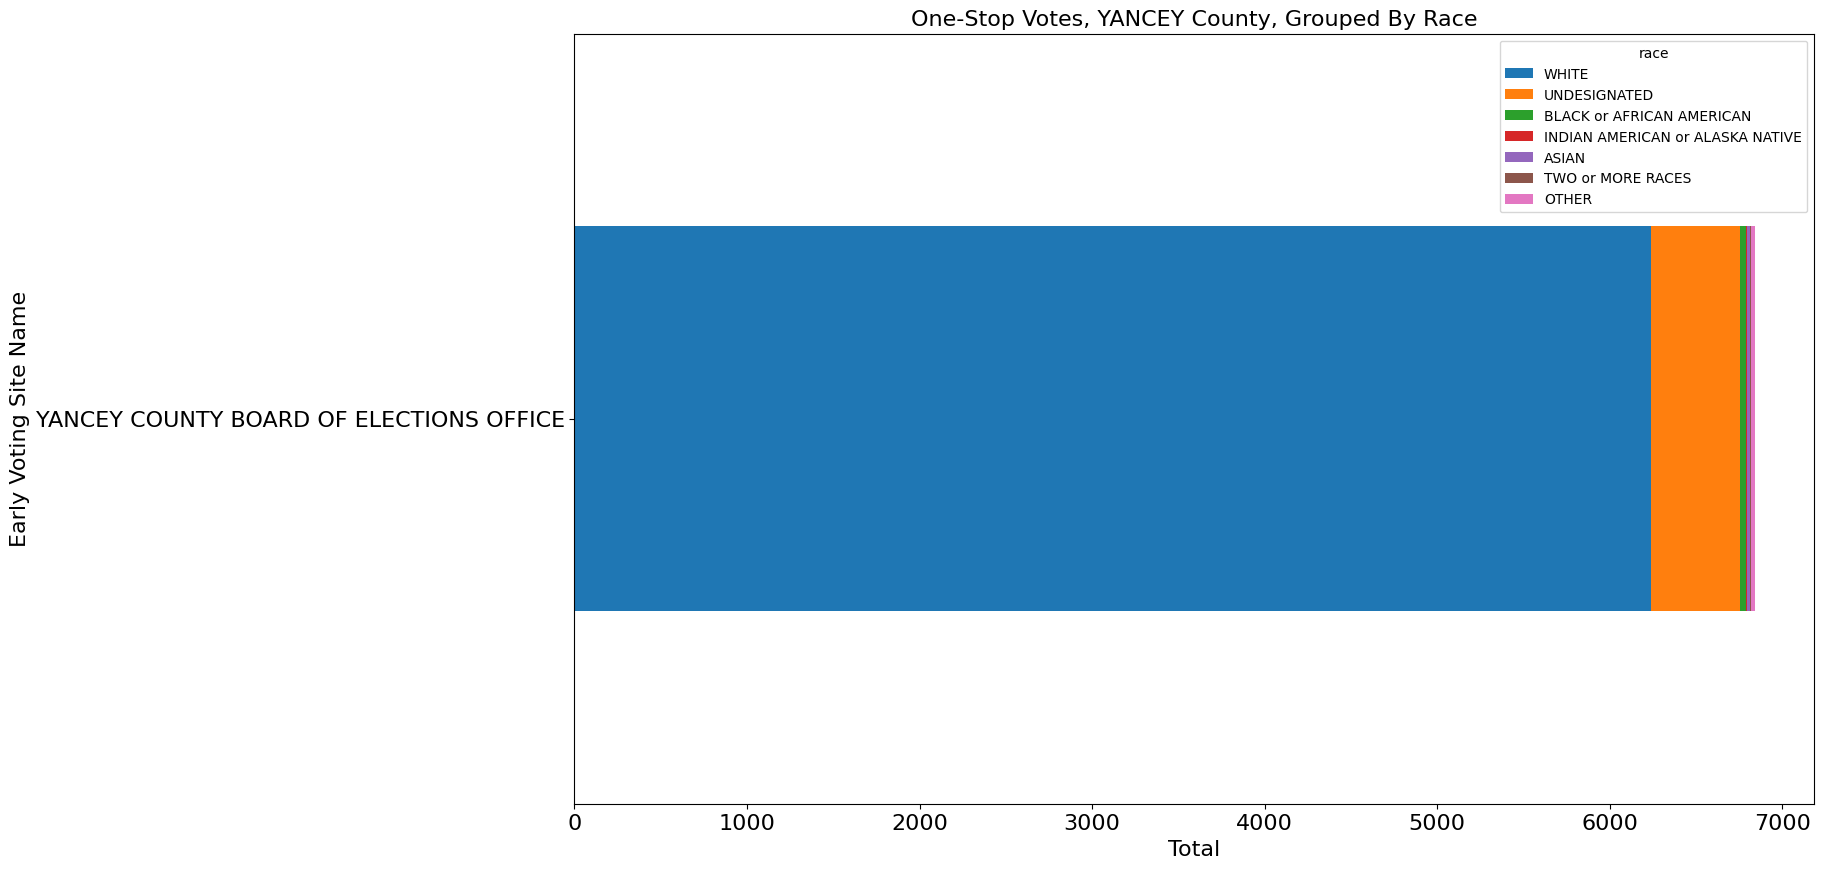 One-Stop Votes, YANCEY County, Grouped By Race
race
WHITE
UNDESIGNATED
BLACK or AFRICAN AMERICAN
INDIAN AMERICAN or ALASKA NATIVE
ASIAN
TWO or MORE RACES
OTHER
Early Voting Site Name
YANCEY COUNTY BOARD OF ELECTIONS OFFICE
0 1000 2000 3000 4000 5000 6000 7000
Total